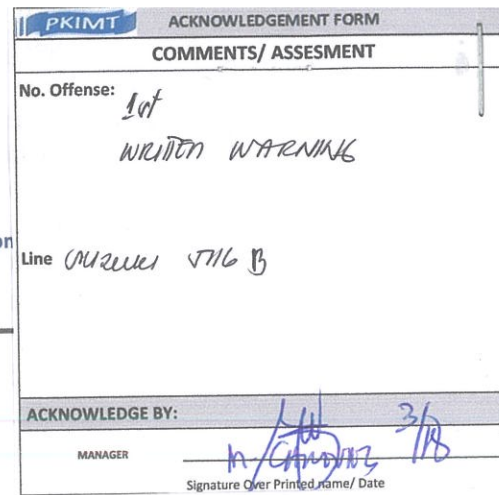 PKIMT ACKNOWLEDGEMENT FORM
COMMENTS/ ASSESMENT
No. Offense: 1st
WRITTEN WARNING
on
Line B
ACKNOWLEDGE BY:
3/18
MANAGER
Signature Over Printed name/ Date